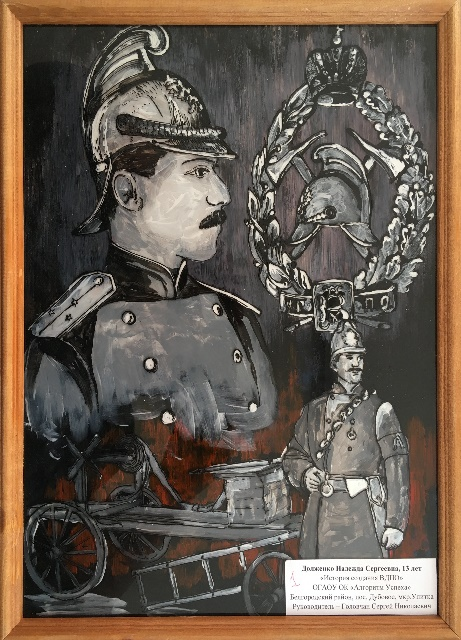 Долженко Надежда Сергеевна, 13 лет
«История создания ВДПО»
ОГАОУ ОК «Алгоритм Успеха»
Белгородский район, пос. Дубовое, мкр.Улитка
Руководитель – Головчан Сергей Николаевич